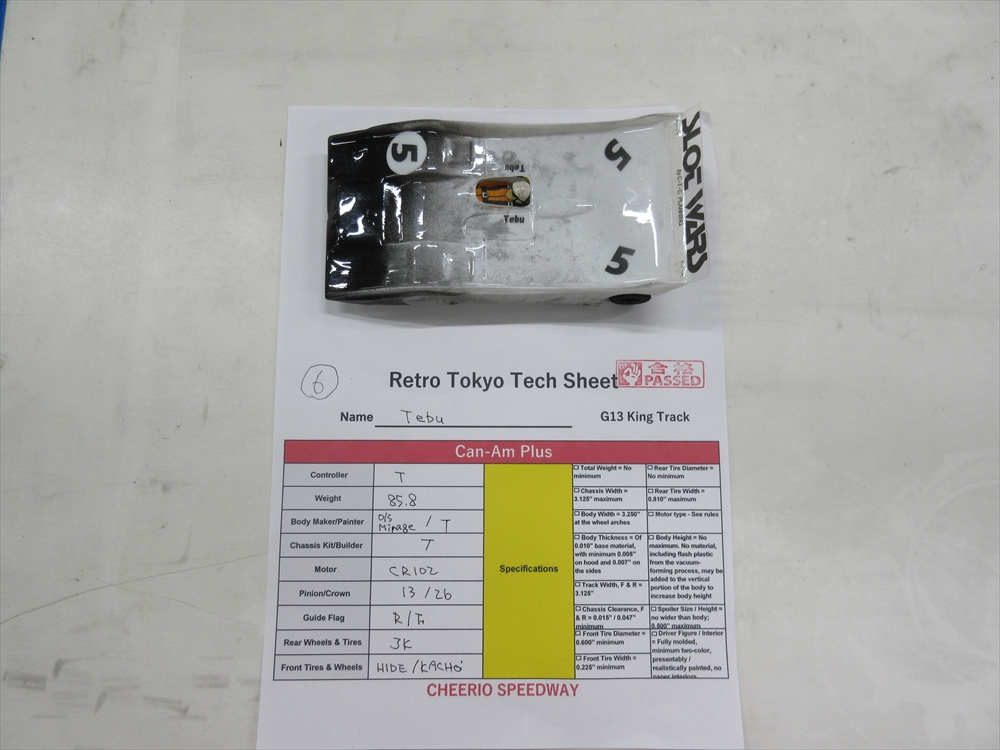 5
5
5
Tebu
Tebu
SLOT WARS
by C-T-C PLANNING
6
Retro Tokyo Tech Sheet
合格
PASSED
Name Tebu
G13 King Track
Can-Am Plus
Controller T
Weight 85.8
Body Maker/Painter O/S Mirage / T
Chassis Kit/Builder T
Motor CR102
Pinion/Crown 13/26
Guide Flag
Rear Wheels & Tires 3K
Front Tires & Wheels HIDE/KACHO
Specifications
☐ Total Weight = No
minimum
☐ Chassis Width =
3.125" maximum
☐ Body Width = 3.250"
at the wheel arches
☐ Body Thickness = Of
0.010" base material,
with minimum 0.008"
on hood and 0.007" on
the sides
☐ Track Width, F & R =
3.125"
☐ Chassis Clearance, F
& R = 0.015" / 0.047"
minimum
☐ Front Tire Diameter =
0.600" minimum
☐ Front Tire Width =
0.225" minimum
☐ Rear Tire Diameter =
No minimum
☐ Rear Tire Width =
0.810" maximum
☐ Motor type - See rules
☐ Body Height = No
maximum. No material,
including flash plastic
from the vacuum-
forming process, may be
added to the vertical
portion of the body to
increase body height
☐ Spoiler Size / Height =
no wider than body;
0.500" maximum
☐ Driver Figure / Interior
= Fully molded,
minimum two-color,
presentably /
realistically painted, no
paper interiors
CHEERIO SPEEDWAY